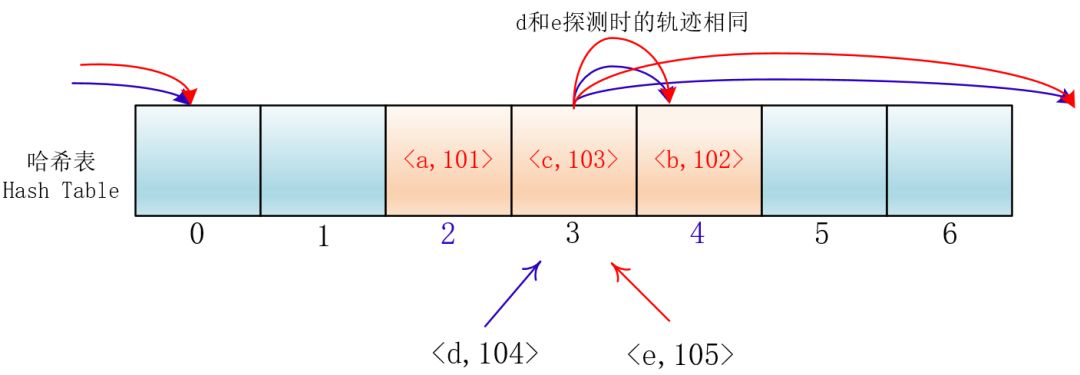 d和e探测时的轨迹相同
哈希表
Hash Table
<a,101> <c,103> <b,102>
0 1 2 3 4 5 6
<d,104> <e,105>